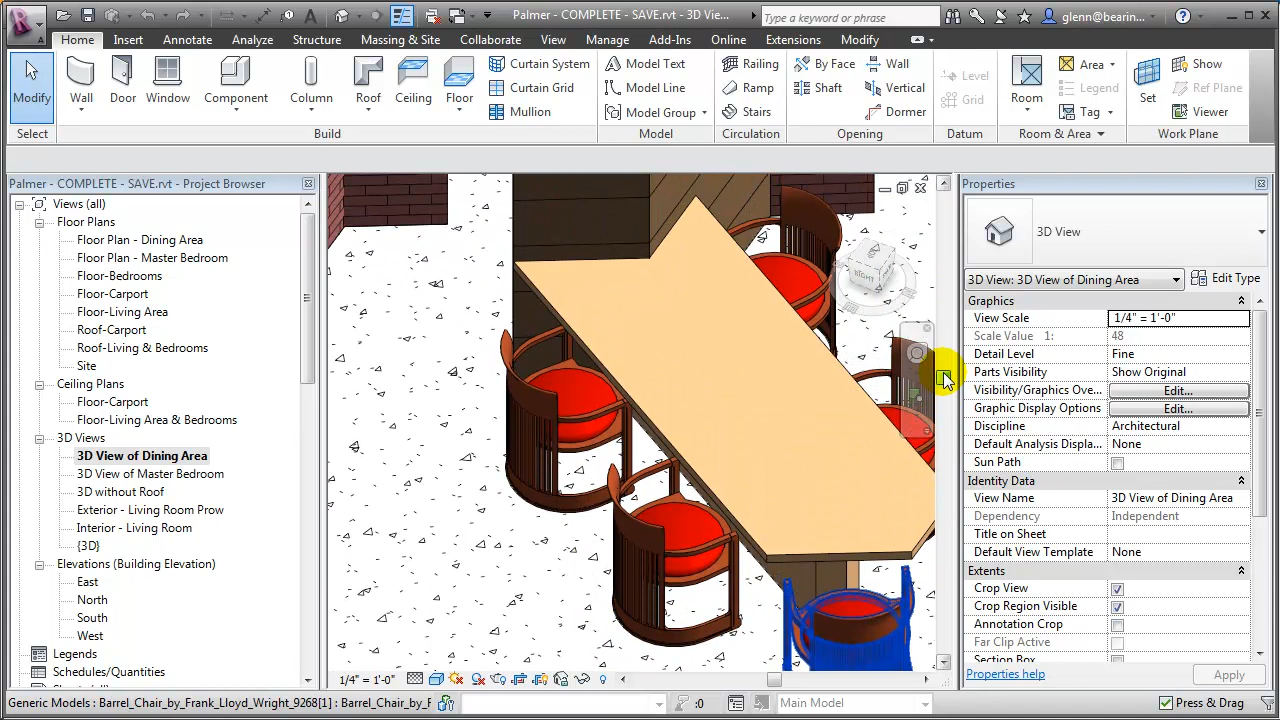 Palmer - COMPLETE - SAVE.rvt - 3D Vie...
Type a keyword or phrase
glenn@bearin...
Home Insert Annotate Analyze Structure Massing & Site Collaborate View Manage Add-Ins Online Extensions Modify
Modify Wall Door Window Component Column Roof Ceiling Floor
Curtain System
Curtain Grid
Mullion
Model Text
Model Line
Model Group
Railing
Ramp
Stairs
By Face Wall
Shaft Vertical
Dormer
Level
Grid
Room
Area
Legend
Tag
Set
Show
Ref Plane
Viewer
Select Build Model Circulation Opening Datum Room & Area Work Plane
Palmer - COMPLETE - SAVE.rvt - Project Browser
Views (all)
Floor Plans
Floor Plan - Dining Area
Floor Plan - Master Bedroom
Floor-Bedrooms
Floor-Carport
Floor-Living Area
Roof-Carport
Roof-Living & Bedrooms
Site
Ceiling Plans
Floor-Carport
Floor-Living Area & Bedrooms
3D Views
3D View of Dining Area
3D View of Master Bedroom
3D without Roof
Exterior - Living Room Prow
Interior - Living Room
{3D}
Elevations (Building Elevation)
East
North
South
West
Legends
Schedules/Quantities
RIGHT
1/4" = 1'-0"
Properties
3D View
3D View: 3D View of Dining Area Edit Type
Graphics
View Scale 1/4" = 1'-0"
Scale Value 1: 48
Detail Level Fine
Parts Visibility Show Original
Visibility/Graphics Ove... Edit...
Graphic Display Options Edit...
Discipline Architectural
Default Analysis Displa... None
Sun Path
Identity Data
View Name 3D View of Dining Area
Dependency Independent
Title on Sheet
Default View Template None
Extents
Crop View
Crop Region Visible
Annotation Crop
Far Clip Active
Section Box
Properties help Apply
Generic Models : Barrel_Chair_by_Frank_Lloyd_Wright_9268[1] : Barrel_Chair_by_F
:0
Main Model
Press & Drag